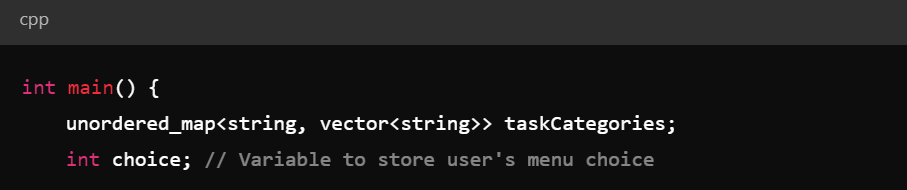 cpp
int main() {
    unordered_map<string, vector<string>> taskCategories;
    int choice; // Variable to store user's menu choice